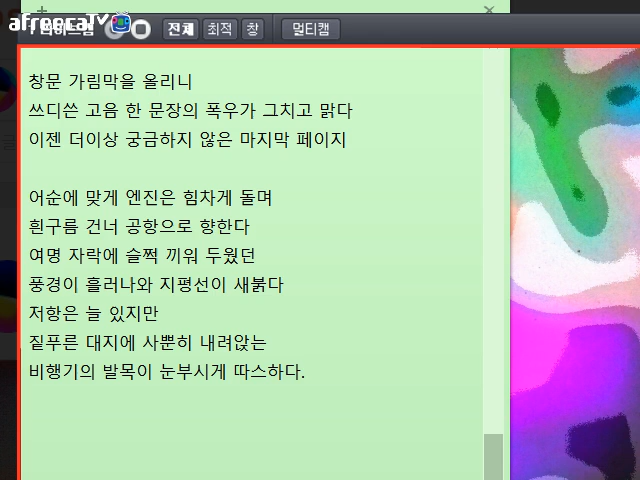 afreecaTV
전체 최적 창 멀티캠
창문 가림막을 올리니
쓰디쓴 고음 한 문장의 폭우가 그치고 맑다
이젠 더이상 궁금하지 않은 마지막 페이지
어순에 맞게 엔진은 힘차게 돌며
흰구름 건너 공항으로 향한다
여명 자락에 슬쩍 끼워 두웠던
풍경이 흘러나와 지평선이 새붉다
저항은 늘 있지만
짙푸른 대지에 사뿐히 내려앉는
비행기의 발목이 눈부시게 따스하다.